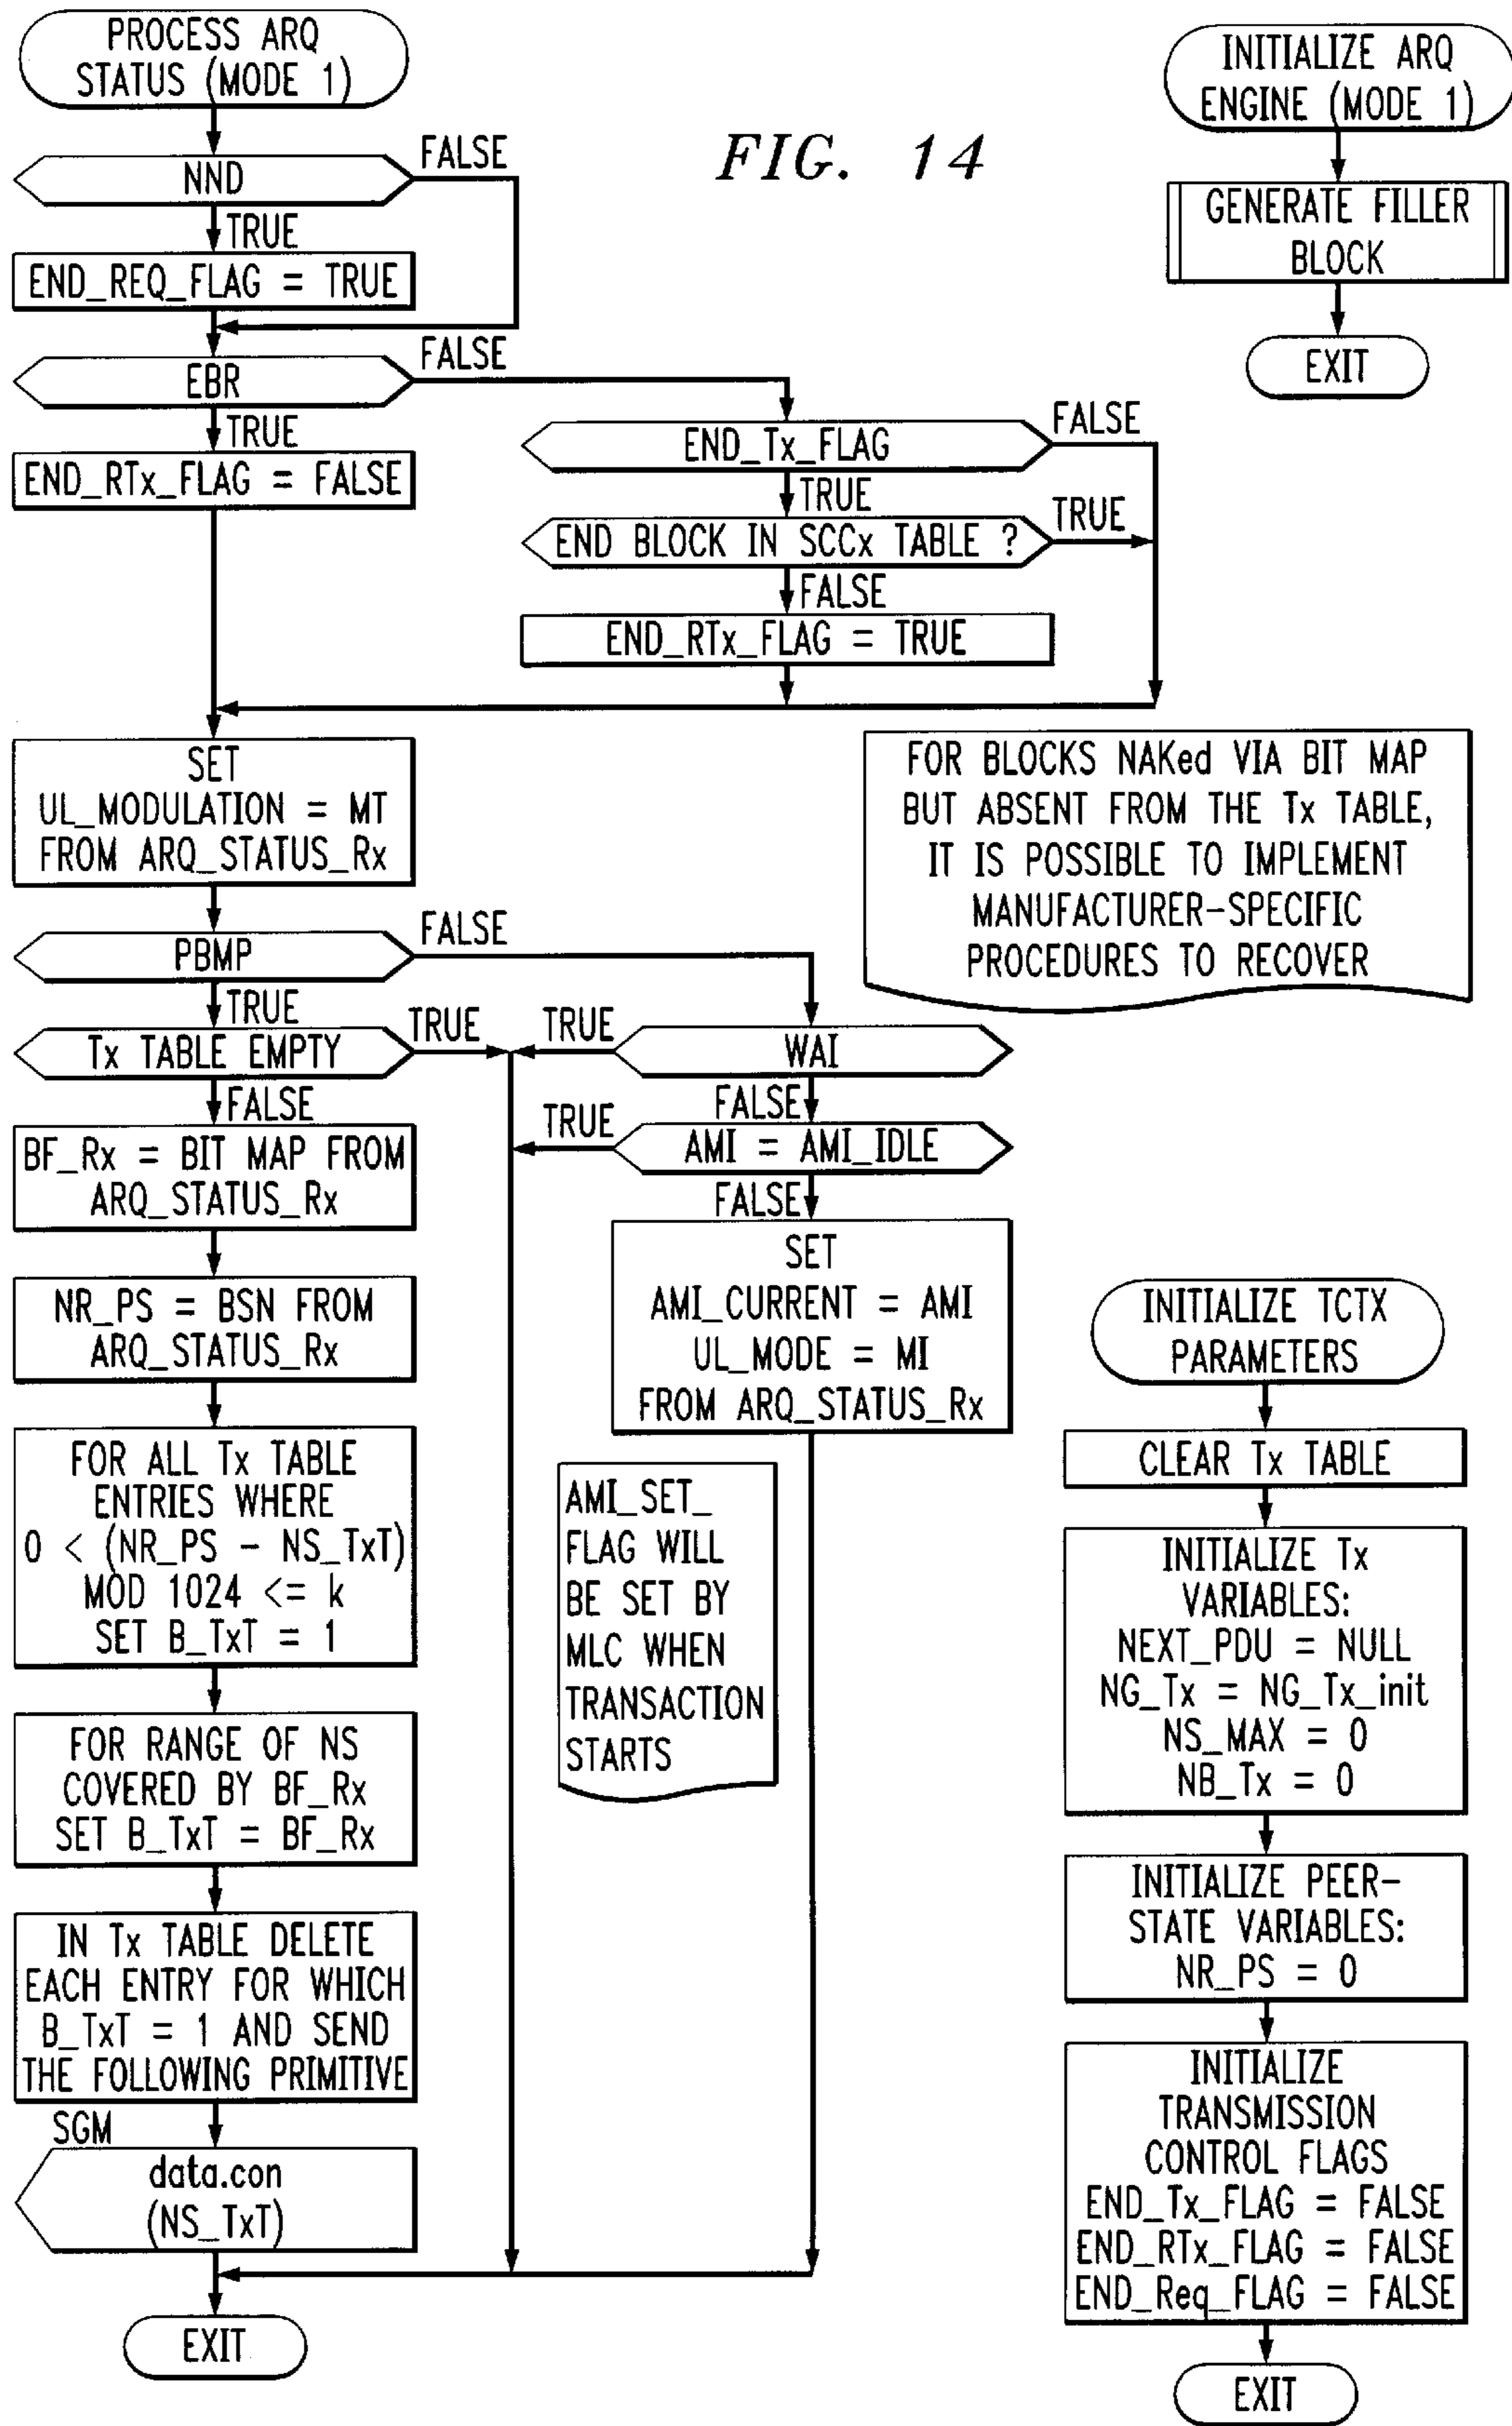 PROCESS ARQ
STATUS (MODE 1)
NND
FALSE
TRUE
END_REQ_FLAG = TRUE
EBR
FALSE
TRUE
END_RTx_FLAG = FALSE
END_Tx_FLAG
FALSE
TRUE
END BLOCK IN SCCx TABLE ?
TRUE
FALSE
END_RTx_FLAG = TRUE
SET
UL_MODULATION = MT
FROM ARQ_STATUS_Rx
PBMP
FALSE
TRUE
Tx TABLE EMPTY
TRUE
FALSE
BF_Rx = BIT MAP FROM
ARQ_STATUS_Rx
NR_PS = BSN FROM
ARQ_STATUS_Rx
FOR ALL Tx TABLE
ENTRIES WHERE
0 < (NR_PS - NS_TxT)
MOD 1024 <= k
SET B_TxT = 1
FOR RANGE OF NS
COVERED BY BF_Rx
SET B_TxT = BF_Rx
IN Tx TABLE DELETE
EACH ENTRY FOR WHICH
B_TxT = 1 AND SEND
THE FOLLOWING PRIMITIVE
SGM
data.con
(NS_TxT)
EXIT
TRUE
WAI
FALSE
TRUE
AMI = AMI_IDLE
FALSE
SET
AMI_CURRENT = AMI
UL_MODE = MI
FROM ARQ_STATUS_Rx
AMI_SET_
FLAG WILL
BE SET BY
MLC WHEN
TRANSACTION
STARTS
FIG. 14
INITIALIZE ARQ
ENGINE (MODE 1)
GENERATE FILLER
BLOCK
EXIT
FOR BLOCKS NAKed VIA BIT MAP
BUT ABSENT FROM THE Tx TABLE,
IT IS POSSIBLE TO IMPLEMENT
MANUFACTURER-SPECIFIC
PROCEDURES TO RECOVER
INITIALIZE TCTX
PARAMETERS
CLEAR Tx TABLE
INITIALIZE Tx
VARIABLES:
NEXT_PDU = NULL
NG_Tx = NG_Tx_init
NS_MAX = 0
NB_Tx = 0
INITIALIZE PEER-
STATE VARIABLES:
NR_PS = 0
INITIALIZE
TRANSMISSION
CONTROL FLAGS
END_Tx_FLAG = FALSE
END_RTx_FLAG = FALSE
END_Req_FLAG = FALSE
EXIT